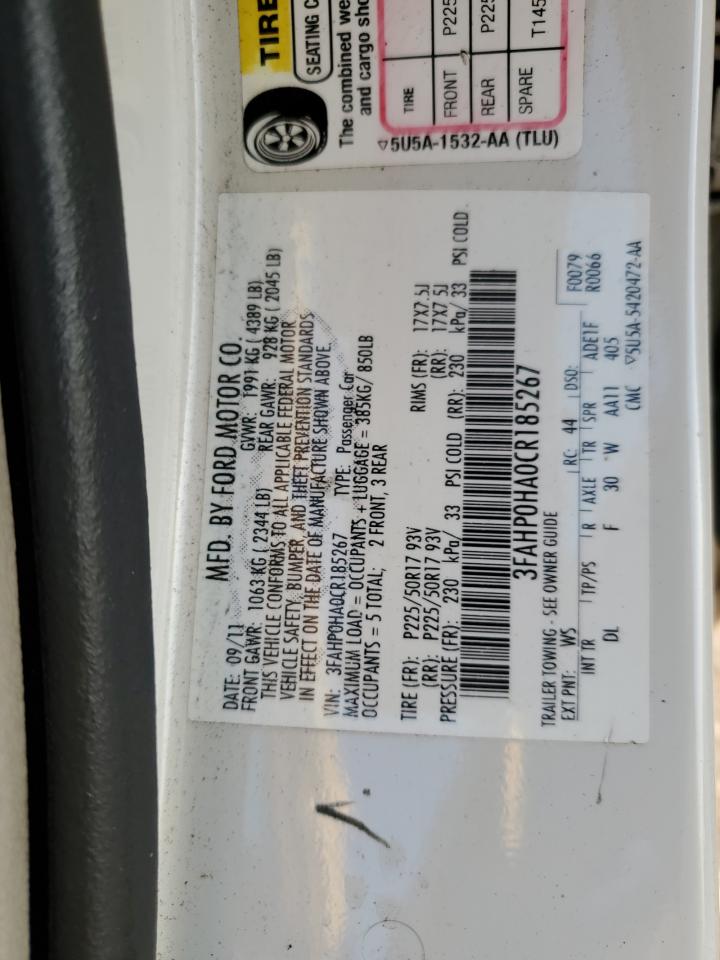 MFD. BY FORD MOTOR CO.
DATE: 09/11 GVWR: 1991 KG ( 4389 LB)
FRONT GAWR: 1063 KG ( 2344 LB) REAR GAWR: 928 KG ( 2045 LB)
THIS VEHICLE CONFORMS TO ALL APPLICABLE FEDERAL MOTOR
VEHICLE SAFETY, BUMPER, AND THEFT PREVENTION STANDARDS
IN EFFECT ON THE DATE OF MANUFACTURE SHOWN ABOVE.
VIN: 3FAHP0HA0CR185267 TYPE: Passenger Car
MAXIMUM LOAD = OCCUPANTS + LUGGAGE = 385KG/ 850LB
OCCUPANTS = 5 TOTAL; 2 FRONT, 3 REAR
TIRE (FR): P225/50R17 93V RIMS (FR): 17X7.5J
(RR): P225/50R17 93V (RR): 17X7.5J
PRESSURE (FR): 230 kPa/ 33 PSI COLD (RR): 230 kPa/ 33 PSI COLD
3FAHP0HA0CR185267
TRAILER TOWING - SEE OWNER GUIDE
EXT PNT: WS RC: 44 DSO: F0079
R0066
INT TR TP/PS R AXLE TR SPR ADE1F
DL F 30 W AA11 405
CMC ▽5U5A-5420472-AA
TIRE
SEATING C
The combined we
and cargo sho
TIRE
FRONT P225
REAR P225
SPARE T145
▽5U5A-1532-AA (TLU)